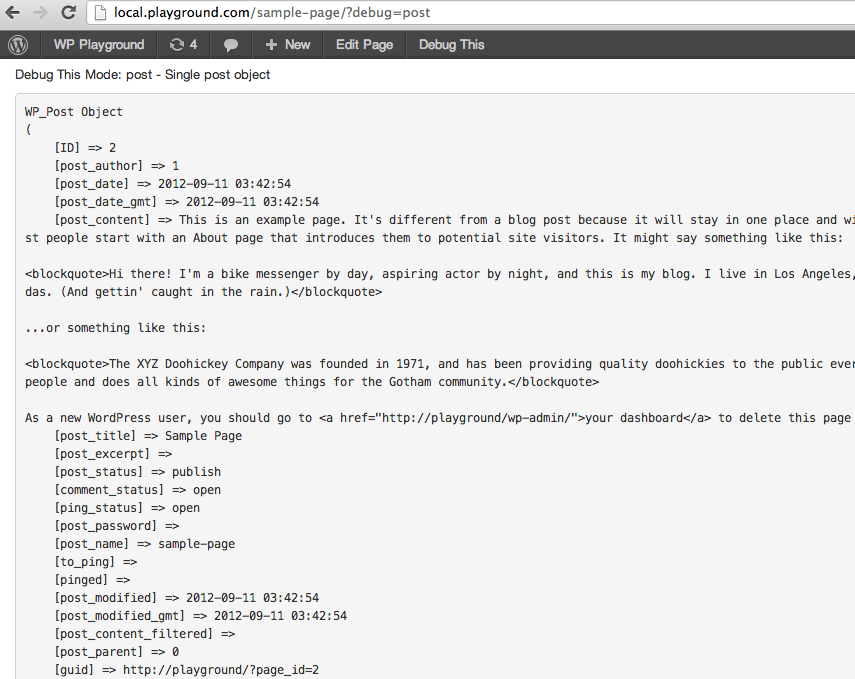 local.playground.com/sample-page/?debug=post
WP Playground 4 New Edit Page Debug This
Debug This Mode: post - Single post object
WP_Post Object
(
    [ID] => 2
    [post_author] => 1
    [post_date] => 2012-09-11 03:42:54
    [post_date_gmt] => 2012-09-11 03:42:54
    [post_content] => This is an example page. It's different from a blog post because it will stay in one place and wi
st people start with an About page that introduces them to potential site visitors. It might say something like this:
<blockquote>Hi there! I'm a bike messenger by day, aspiring actor by night, and this is my blog. I live in Los Angeles,
das. (And gettin' caught in the rain.)</blockquote>
...or something like this:
<blockquote>The XYZ Doohickey Company was founded in 1971, and has been providing quality doohickies to the public ever
people and does all kinds of awesome things for the Gotham community.</blockquote>
As a new WordPress user, you should go to <a href="http://playground/wp-admin/">your dashboard</a> to delete this page
    [post_title] => Sample Page
    [post_excerpt] =>
    [post_status] => publish
    [comment_status] => open
    [ping_status] => open
    [post_password] =>
    [post_name] => sample-page
    [to_ping] =>
    [pinged] =>
    [post_modified] => 2012-09-11 03:42:54
    [post_modified_gmt] => 2012-09-11 03:42:54
    [post_content_filtered] =>
    [post_parent] => 0
    [guid] => http://playground/?page_id=2